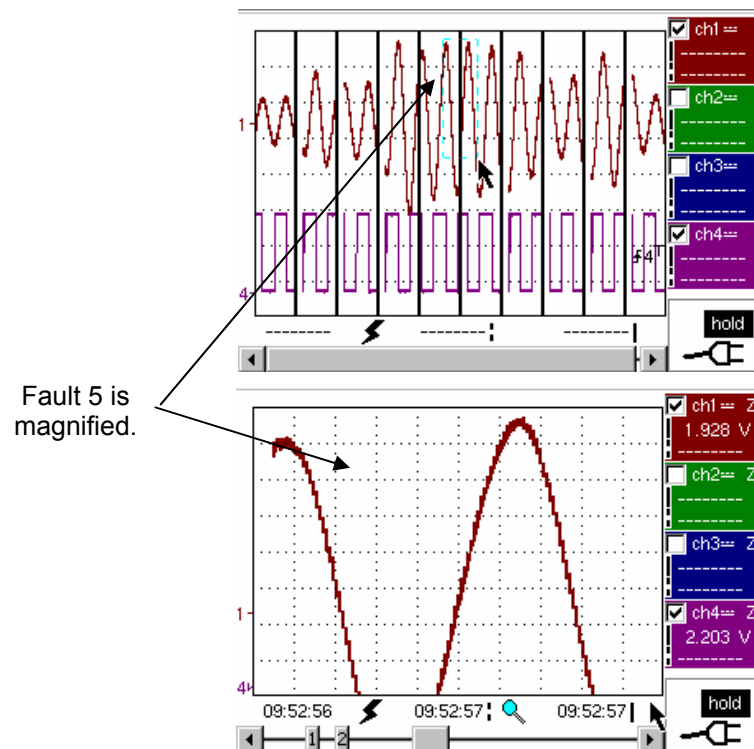 ch1
ch2
1
ch3
ch4
4
4
hold
Fault 5 is
magnified.
ch1 Z
1.928 V
ch2 Z
ch3 Z
1
ch4 Z
2.203 V
4
09:52:56 09:52:57 09:52:57
hold
1 2